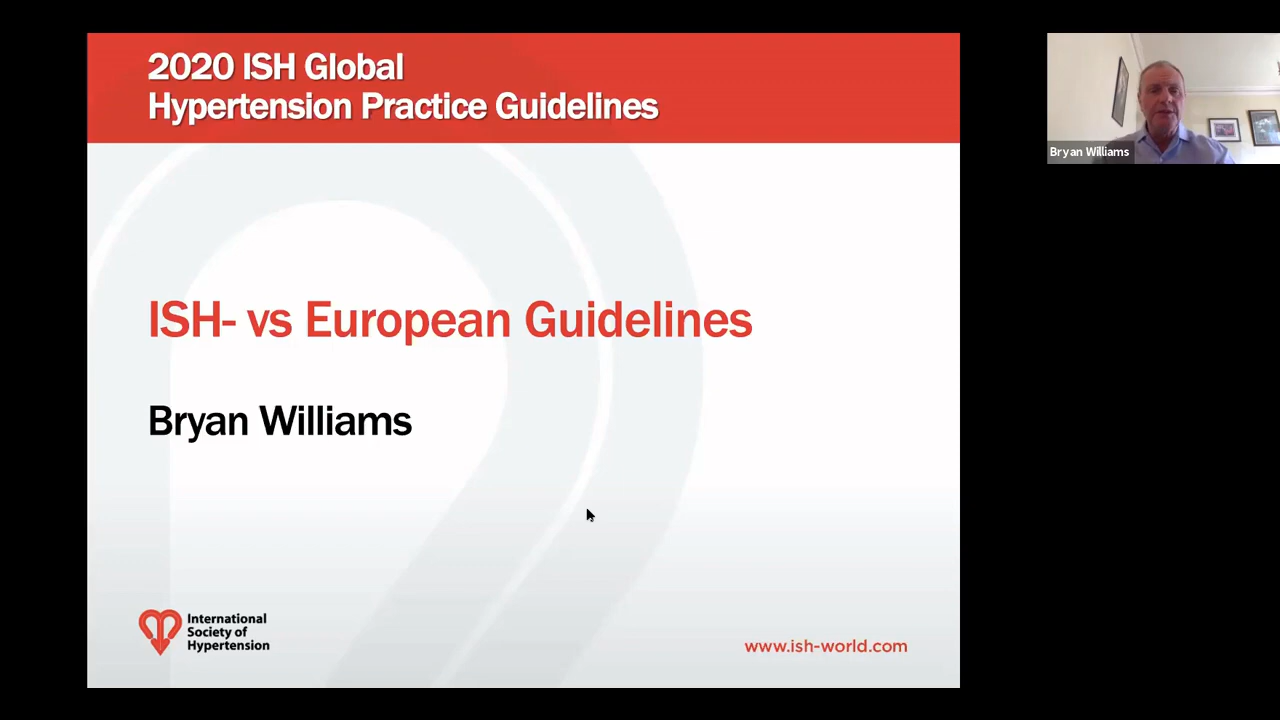 2020 ISH Global
Hypertension Practice Guidelines
ISH- vs European Guidelines
Bryan Williams
International
Society of
Hypertension
www.ish-world.com
Bryan Williams